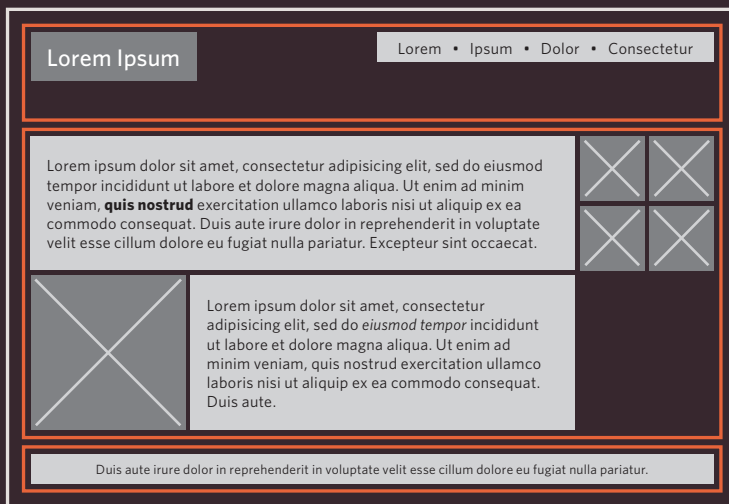 Lorem Ipsum
Lorem • Ipsum • Dolor • Consectetur
Lorem ipsum dolor sit amet, consectetur adipisicing elit, sed do eiusmod
tempor incididunt ut labore et dolore magna aliqua. Ut enim ad minim
veniam, quis nostrud exercitation ullamco laboris nisi ut aliquip ex ea
commodo consequat. Duis aute irure dolor in reprehenderit in voluptate
velit esse cillum dolore eu fugiat nulla pariatur. Excepteur sint occaecat.
Lorem ipsum dolor sit amet, consectetur
adipisicing elit, sed do eiusmod tempor incididunt
ut labore et dolore magna aliqua. Ut enim ad
minim veniam, quis nostrud exercitation ullamco
laboris nisi ut aliquip ex ea commodo consequat.
Duis aute.
Duis aute irure dolor in reprehenderit in voluptate velit esse cillum dolore eu fugiat nulla pariatur.